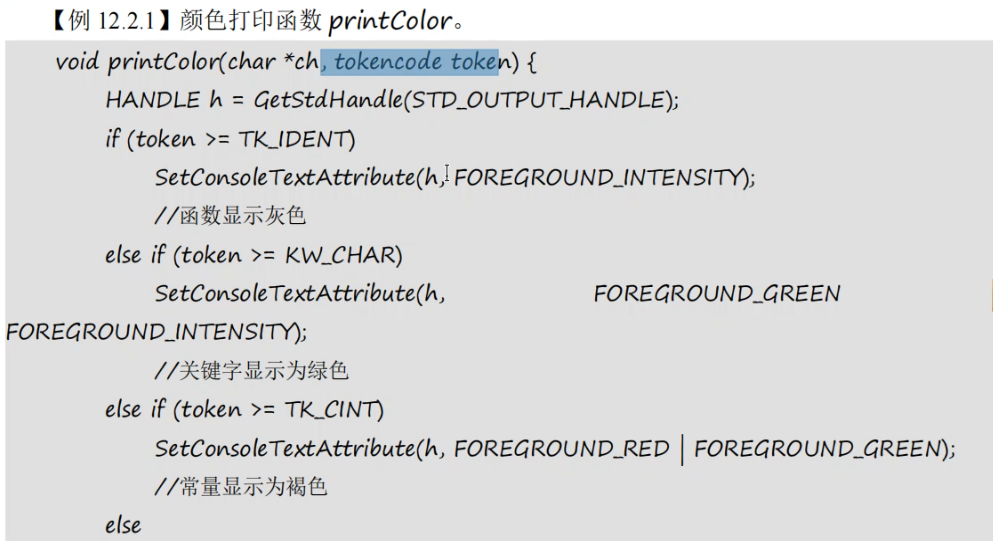 【例 12.2.1】颜色打印函数 printColor。
void printColor(char *ch, tokencode token) {
HANDLE h = GetStdHandle(STD_OUTPUT_HANDLE);
if (token >= TK_IDENT)
SetConsoleTextAttribute(h, FOREGROUND_INTENSITY);
//函数显示灰色
else if (token >= KW_CHAR)
SetConsoleTextAttribute(h, FOREGROUND_GREEN
FOREGROUND_INTENSITY);
//关键字显示为绿色
else if (token >= TK_CINT)
SetConsoleTextAttribute(h, FOREGROUND_RED | FOREGROUND_GREEN);
//常量显示为褐色
else